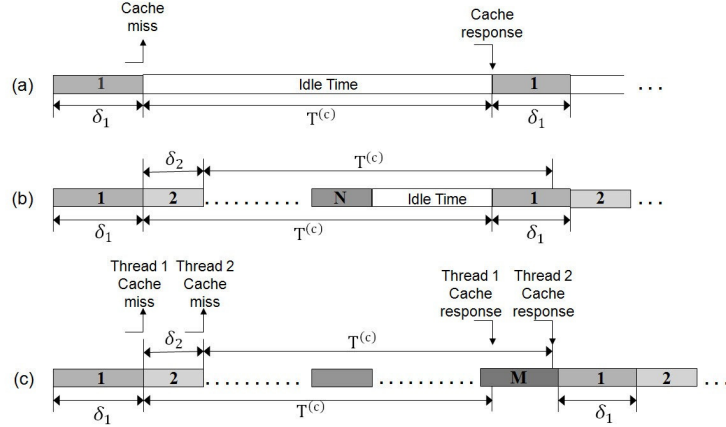 Cache
miss
Cache
response
(a)
1
Idle Time
1
. . .
δ₁
T⁽ᶜ⁾
δ₁
δ₂
T⁽ᶜ⁾
(b)
1
2
. . . . . . . . . .
N
Idle Time
1
2
. . .
δ₁
T⁽ᶜ⁾
δ₁
Thread 1
Cache
miss
Thread 2
Cache
miss
Thread 1
Cache
response
Thread 2
Cache
response
δ₂
T⁽ᶜ⁾
(c)
1
2
. . . . . . . . . .
. . . . . . . . . .
M
1
2
. . .
δ₁
T⁽ᶜ⁾
δ₁